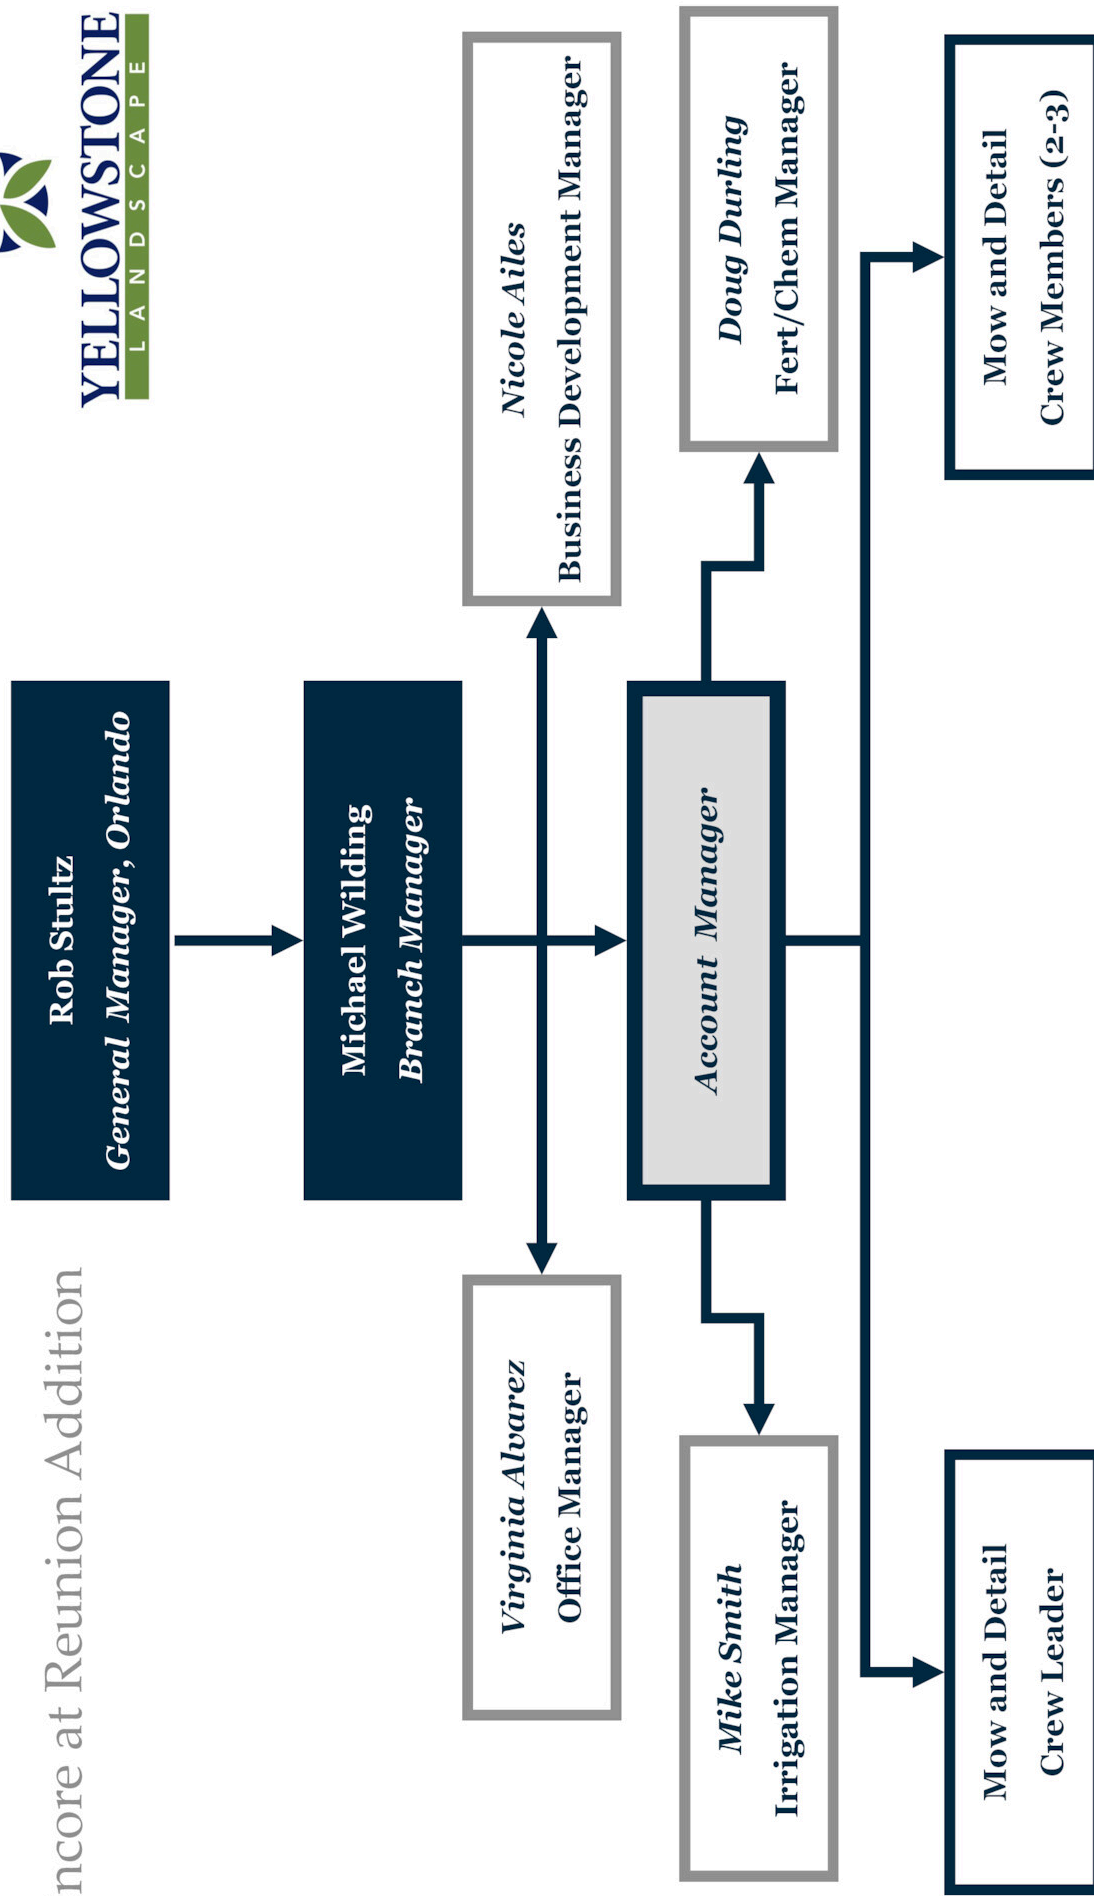 ncore at Reunion Addition
YELLOWSTONE
LANDSCAPE
Rob Stultz
General Manager, Orlando
Michael Wilding
Branch Manager
Virginia Alvarez
Office Manager
Nicole Ailes
Business Development Manager
Account Manager
Mike Smith
Irrigation Manager
Doug Durling
Fert/Chem Manager
Mow and Detail
Crew Leader
Mow and Detail
Crew Members (2-3)